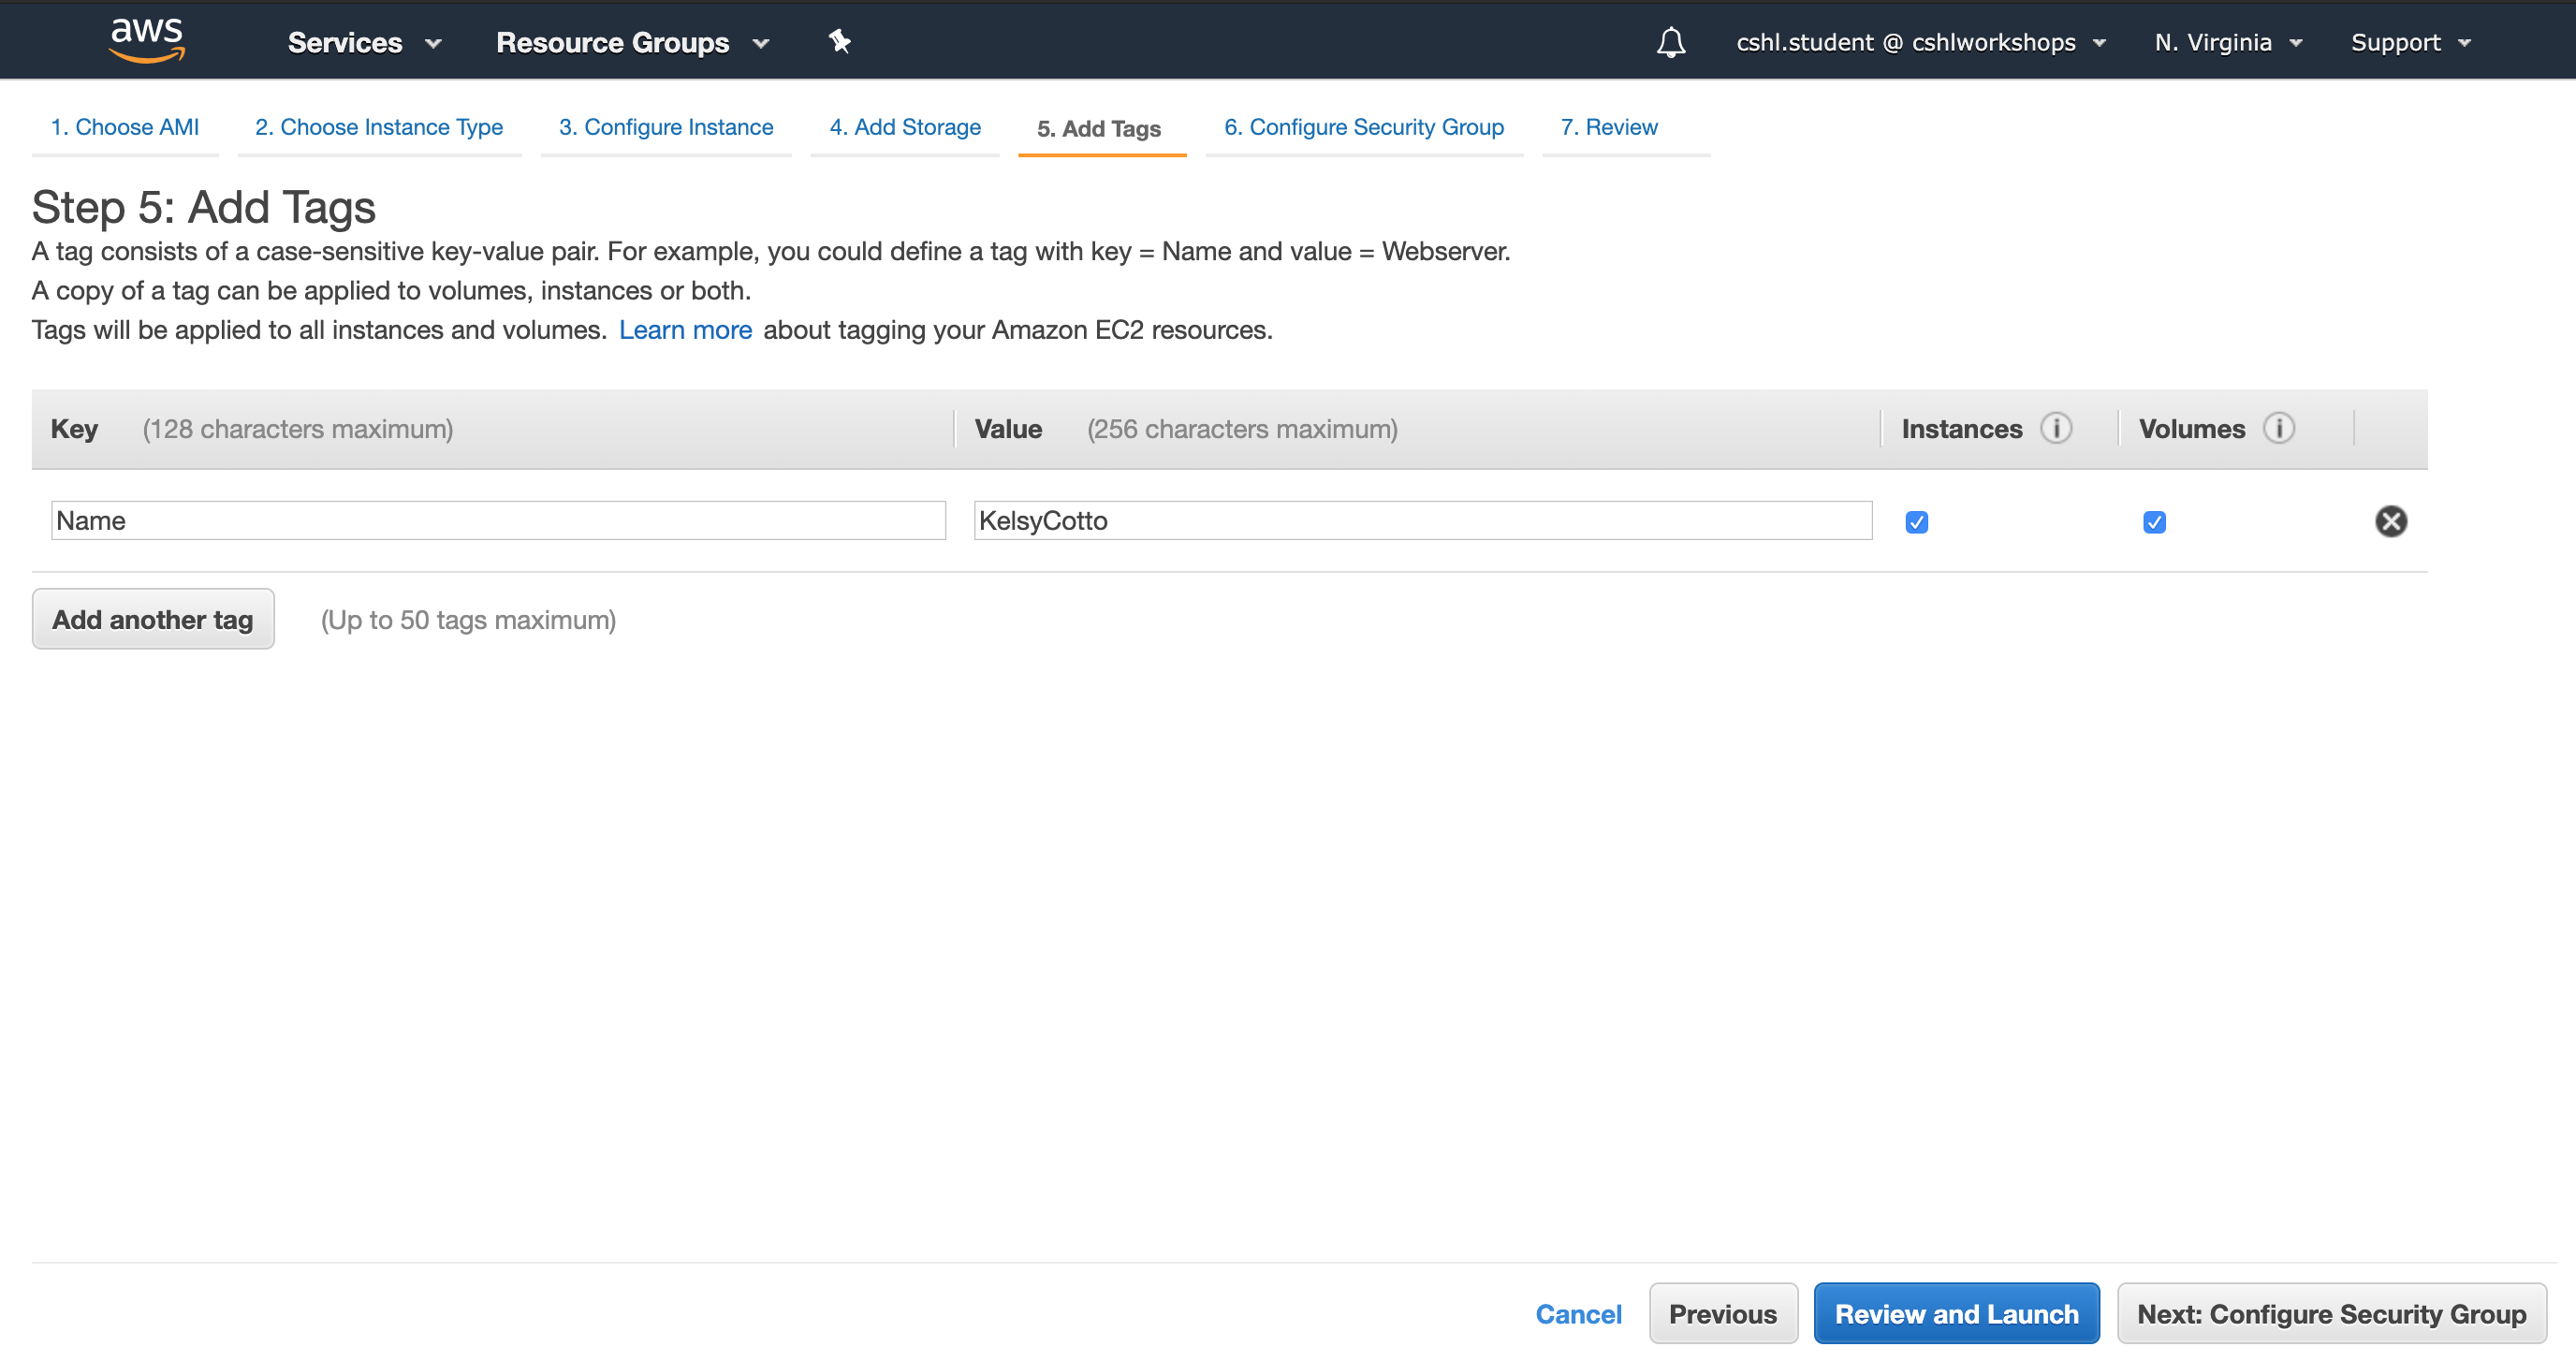 aws Services Resource Groups cshl.student @ cshlworkshops N. Virginia Support
1. Choose AMI 2. Choose Instance Type 3. Configure Instance 4. Add Storage 5. Add Tags 6. Configure Security Group 7. Review
Step 5: Add Tags
A tag consists of a case-sensitive key-value pair. For example, you could define a tag with key = Name and value = Webserver.
A copy of a tag can be applied to volumes, instances or both.
Tags will be applied to all instances and volumes. Learn more about tagging your Amazon EC2 resources.
Key (128 characters maximum) Value (256 characters maximum) Instances i Volumes i
Name KelsyCotto
Add another tag (Up to 50 tags maximum)
Cancel Previous Review and Launch Next: Configure Security Group